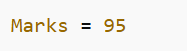 Marks = 95